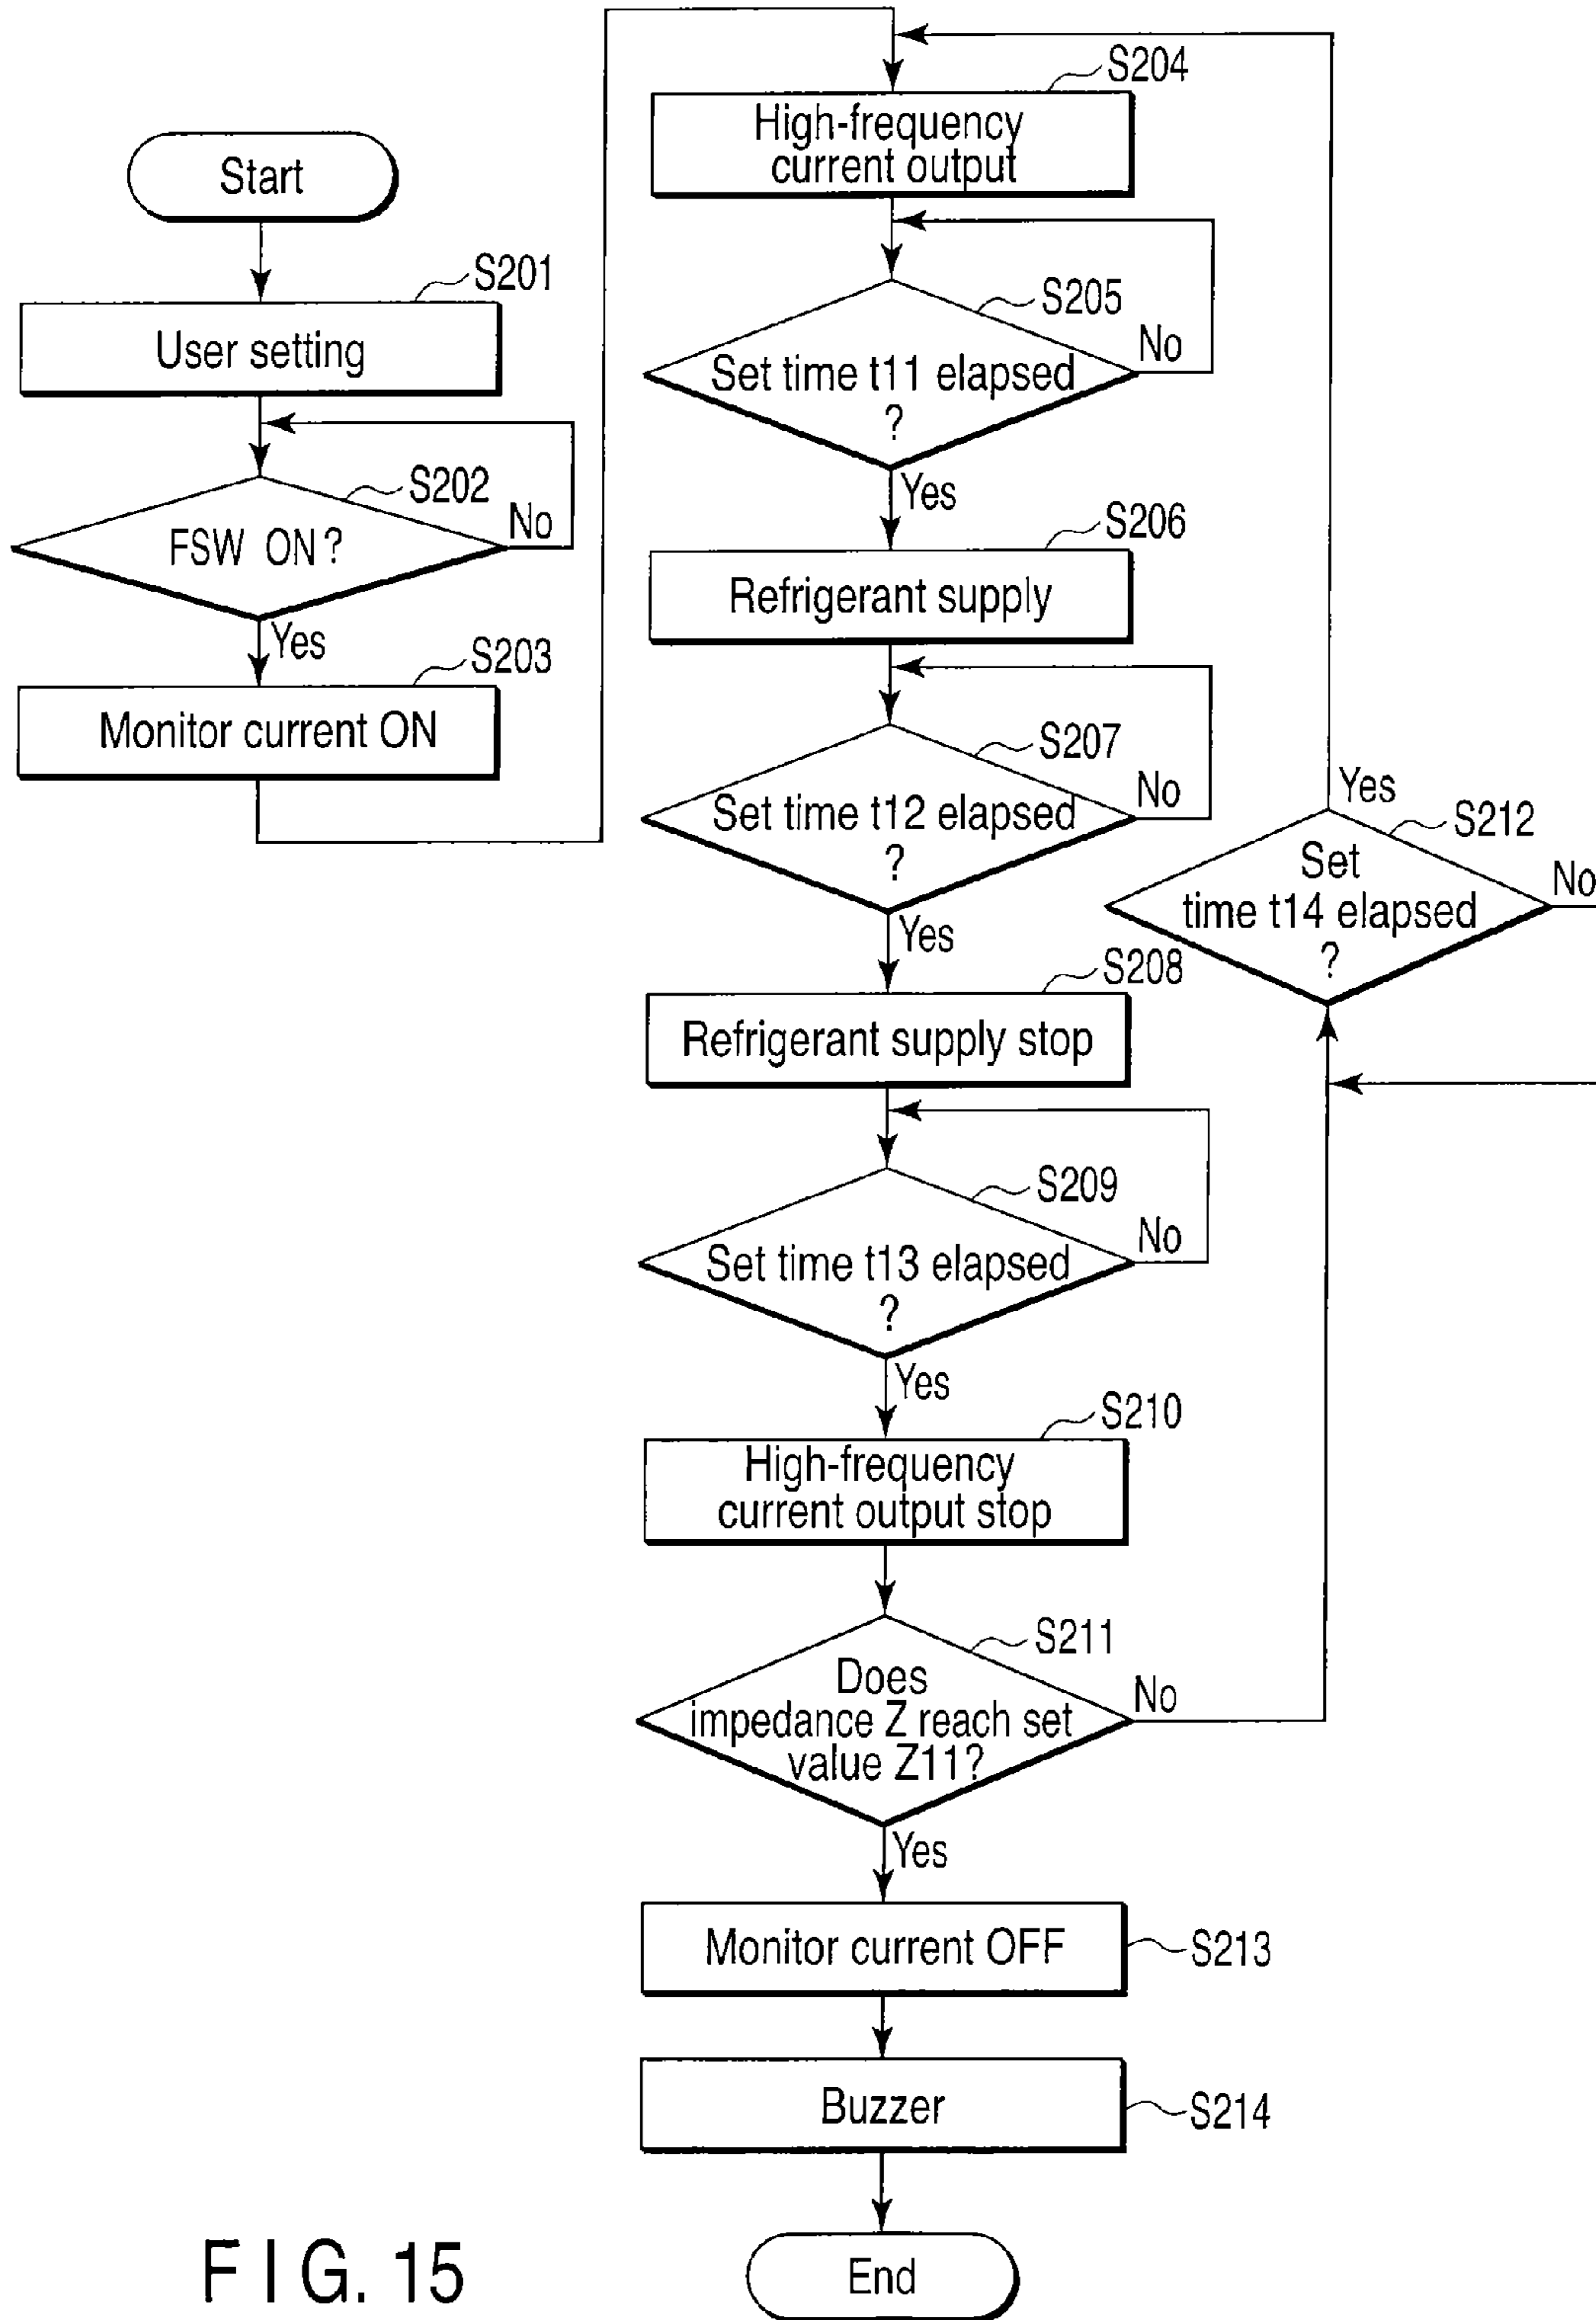 Start
S201
User setting
S202
FSW ON?
No
Yes
S203
Monitor current ON
S204
High-frequency
current output
S205
Set time t11 elapsed
?
No
Yes
S206
Refrigerant supply
S207
Set time t12 elapsed
?
No
Yes
S208
Refrigerant supply stop
S209
Set time t13 elapsed
?
No
Yes
S210
High-frequency
current output stop
S211
Does
impedance Z reach set
value Z11?
No
Yes
S212
Set
time t14 elapsed
?
Yes
No
Monitor current OFF
S213
Buzzer
S214
End
FIG. 15